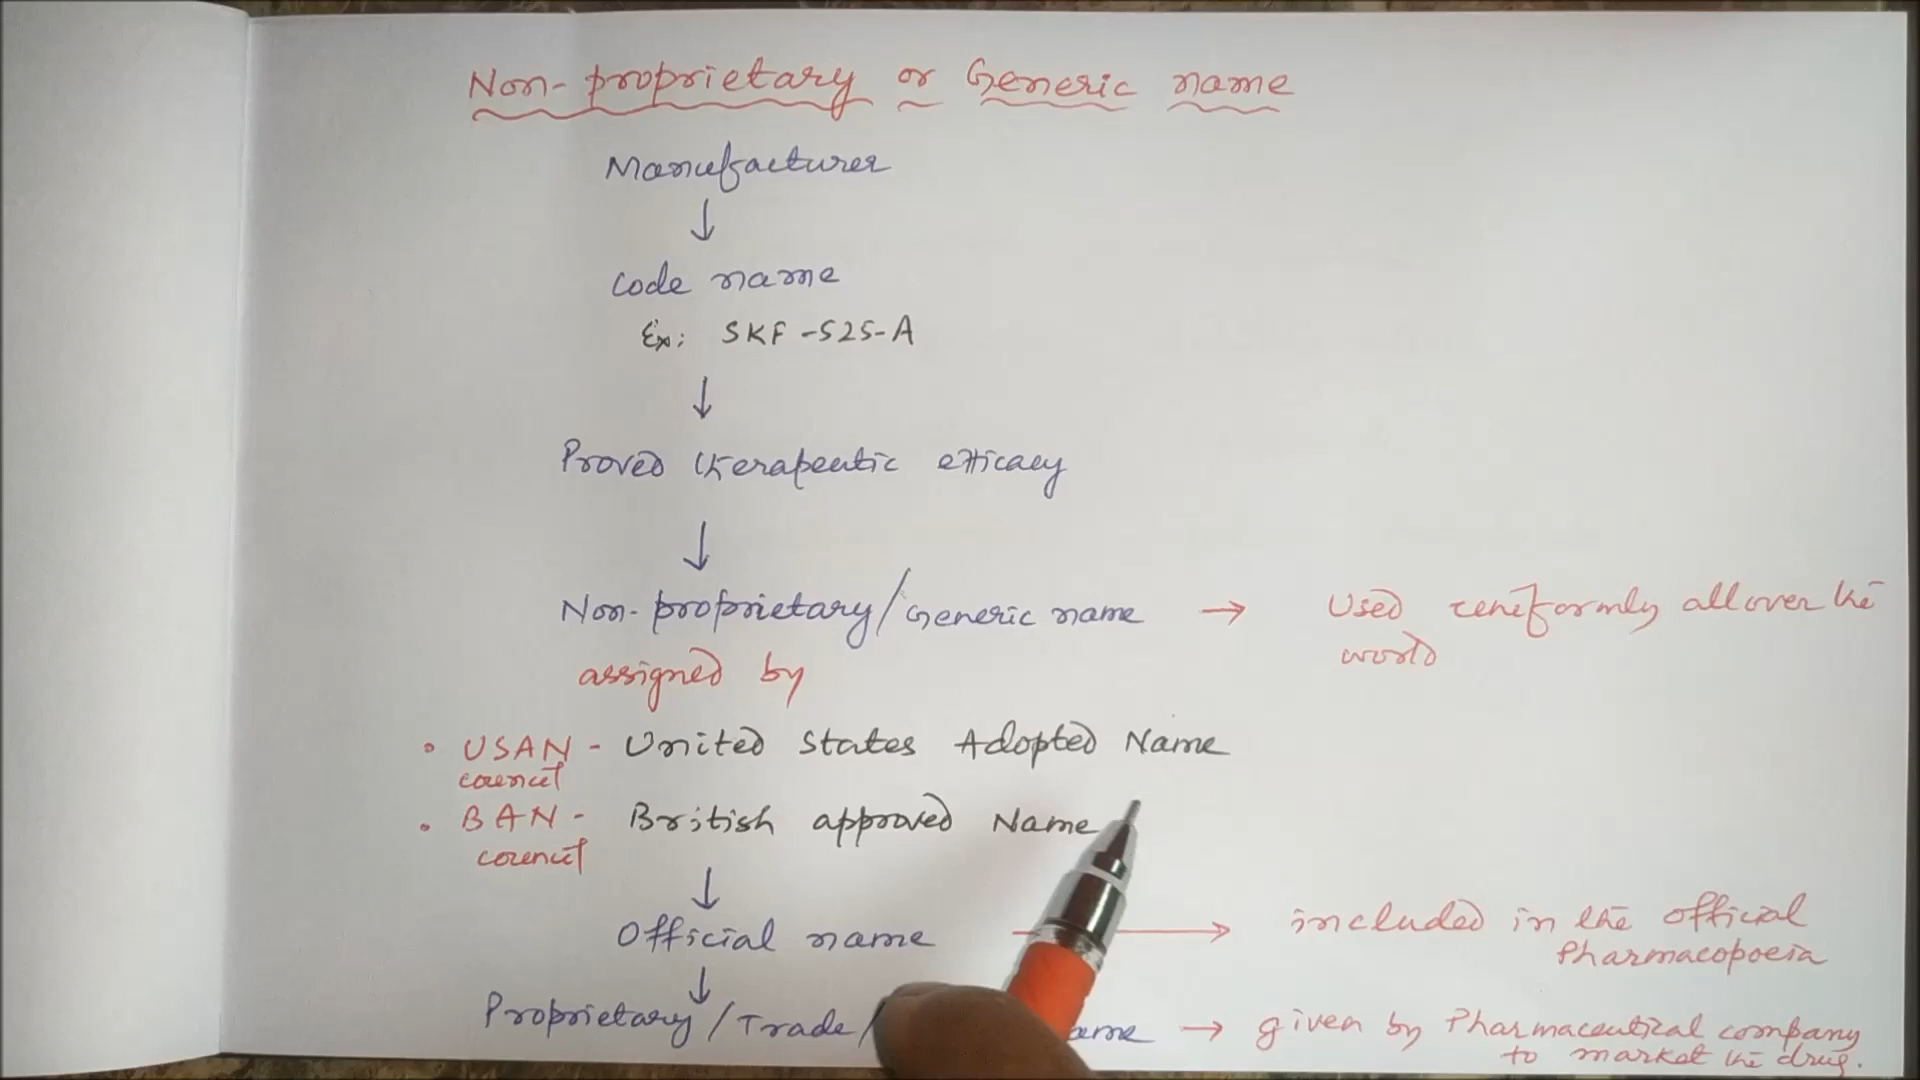 Non-proprietary or Generic name
Manufacturer
↓
Code name
Ex: SKF-525-A
↓
Proved therapeutic efficacy
↓
Non-proprietary/Generic name → Used uniformly all over the
world
assigned by
• USAN - United States Adopted Name
council
• BAN - British approved Name
council
↓
Official name → included in the official
Pharmacopoeia
↓
Proprietary/Trade/ ame → given by Pharmaceutical company
to market the drug.